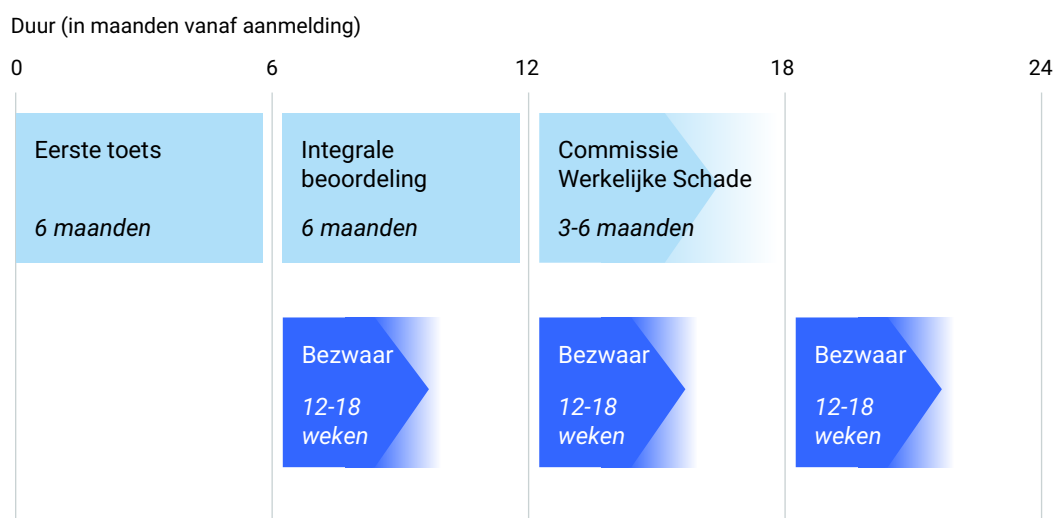 Duur (in maanden vanaf aanmelding)
0 6 12 18 24
Eerste toets
6 maanden
Integrale
beoordeling
6 maanden
Commissie
Werkelijke Schade
3-6 maanden
Bezwaar
12-18
weken
Bezwaar
12-18
weken
Bezwaar
12-18
weken